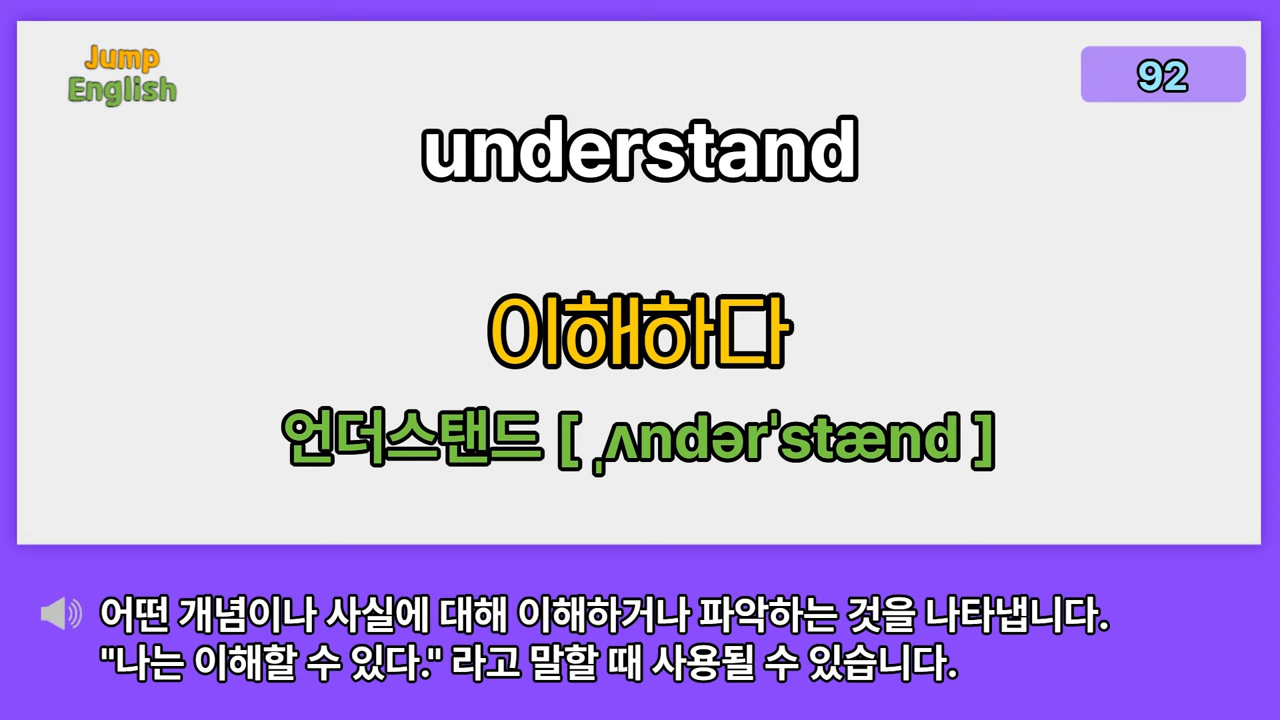 Jump
English
92
understand
이해하다
언더스탠드 [ ˌʌndərˈstænd ]
어떤 개념이나 사실에 대해 이해하거나 파악하는 것을 나타냅니다.
"나는 이해할 수 있다." 라고 말할 때 사용될 수 있습니다.